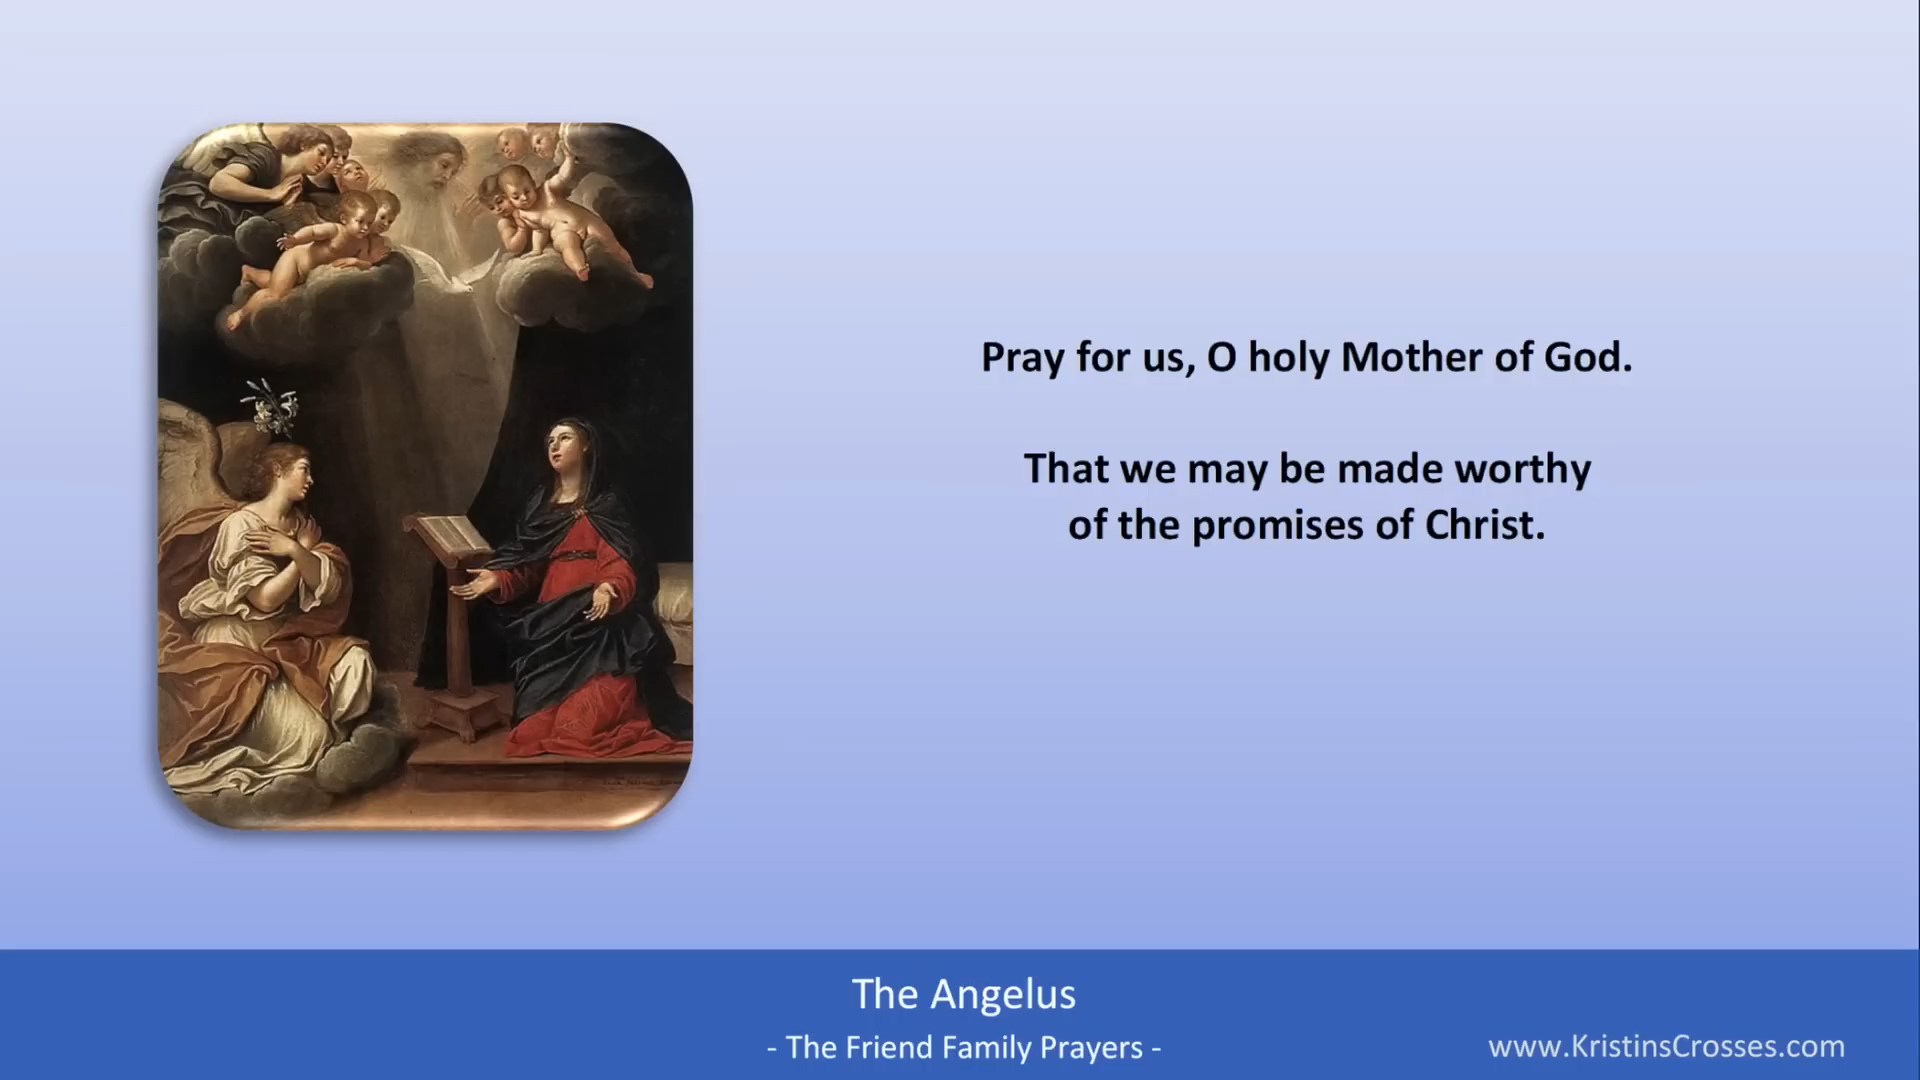 Pray for us, O holy Mother of God.
That we may be made worthy
of the promises of Christ.
The Angelus
- The Friend Family Prayers -
www.KristinsCrosses.com